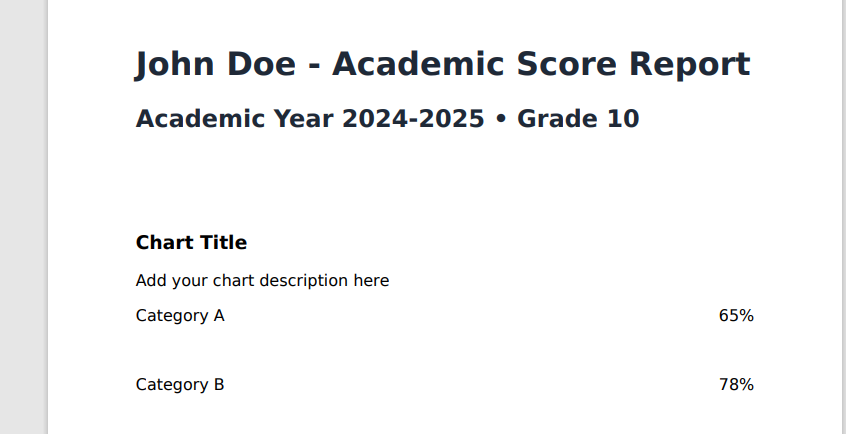 John Doe - Academic Score Report
Academic Year 2024-2025 • Grade 10
Chart Title
Add your chart description here
Category A 65%
Category B 78%